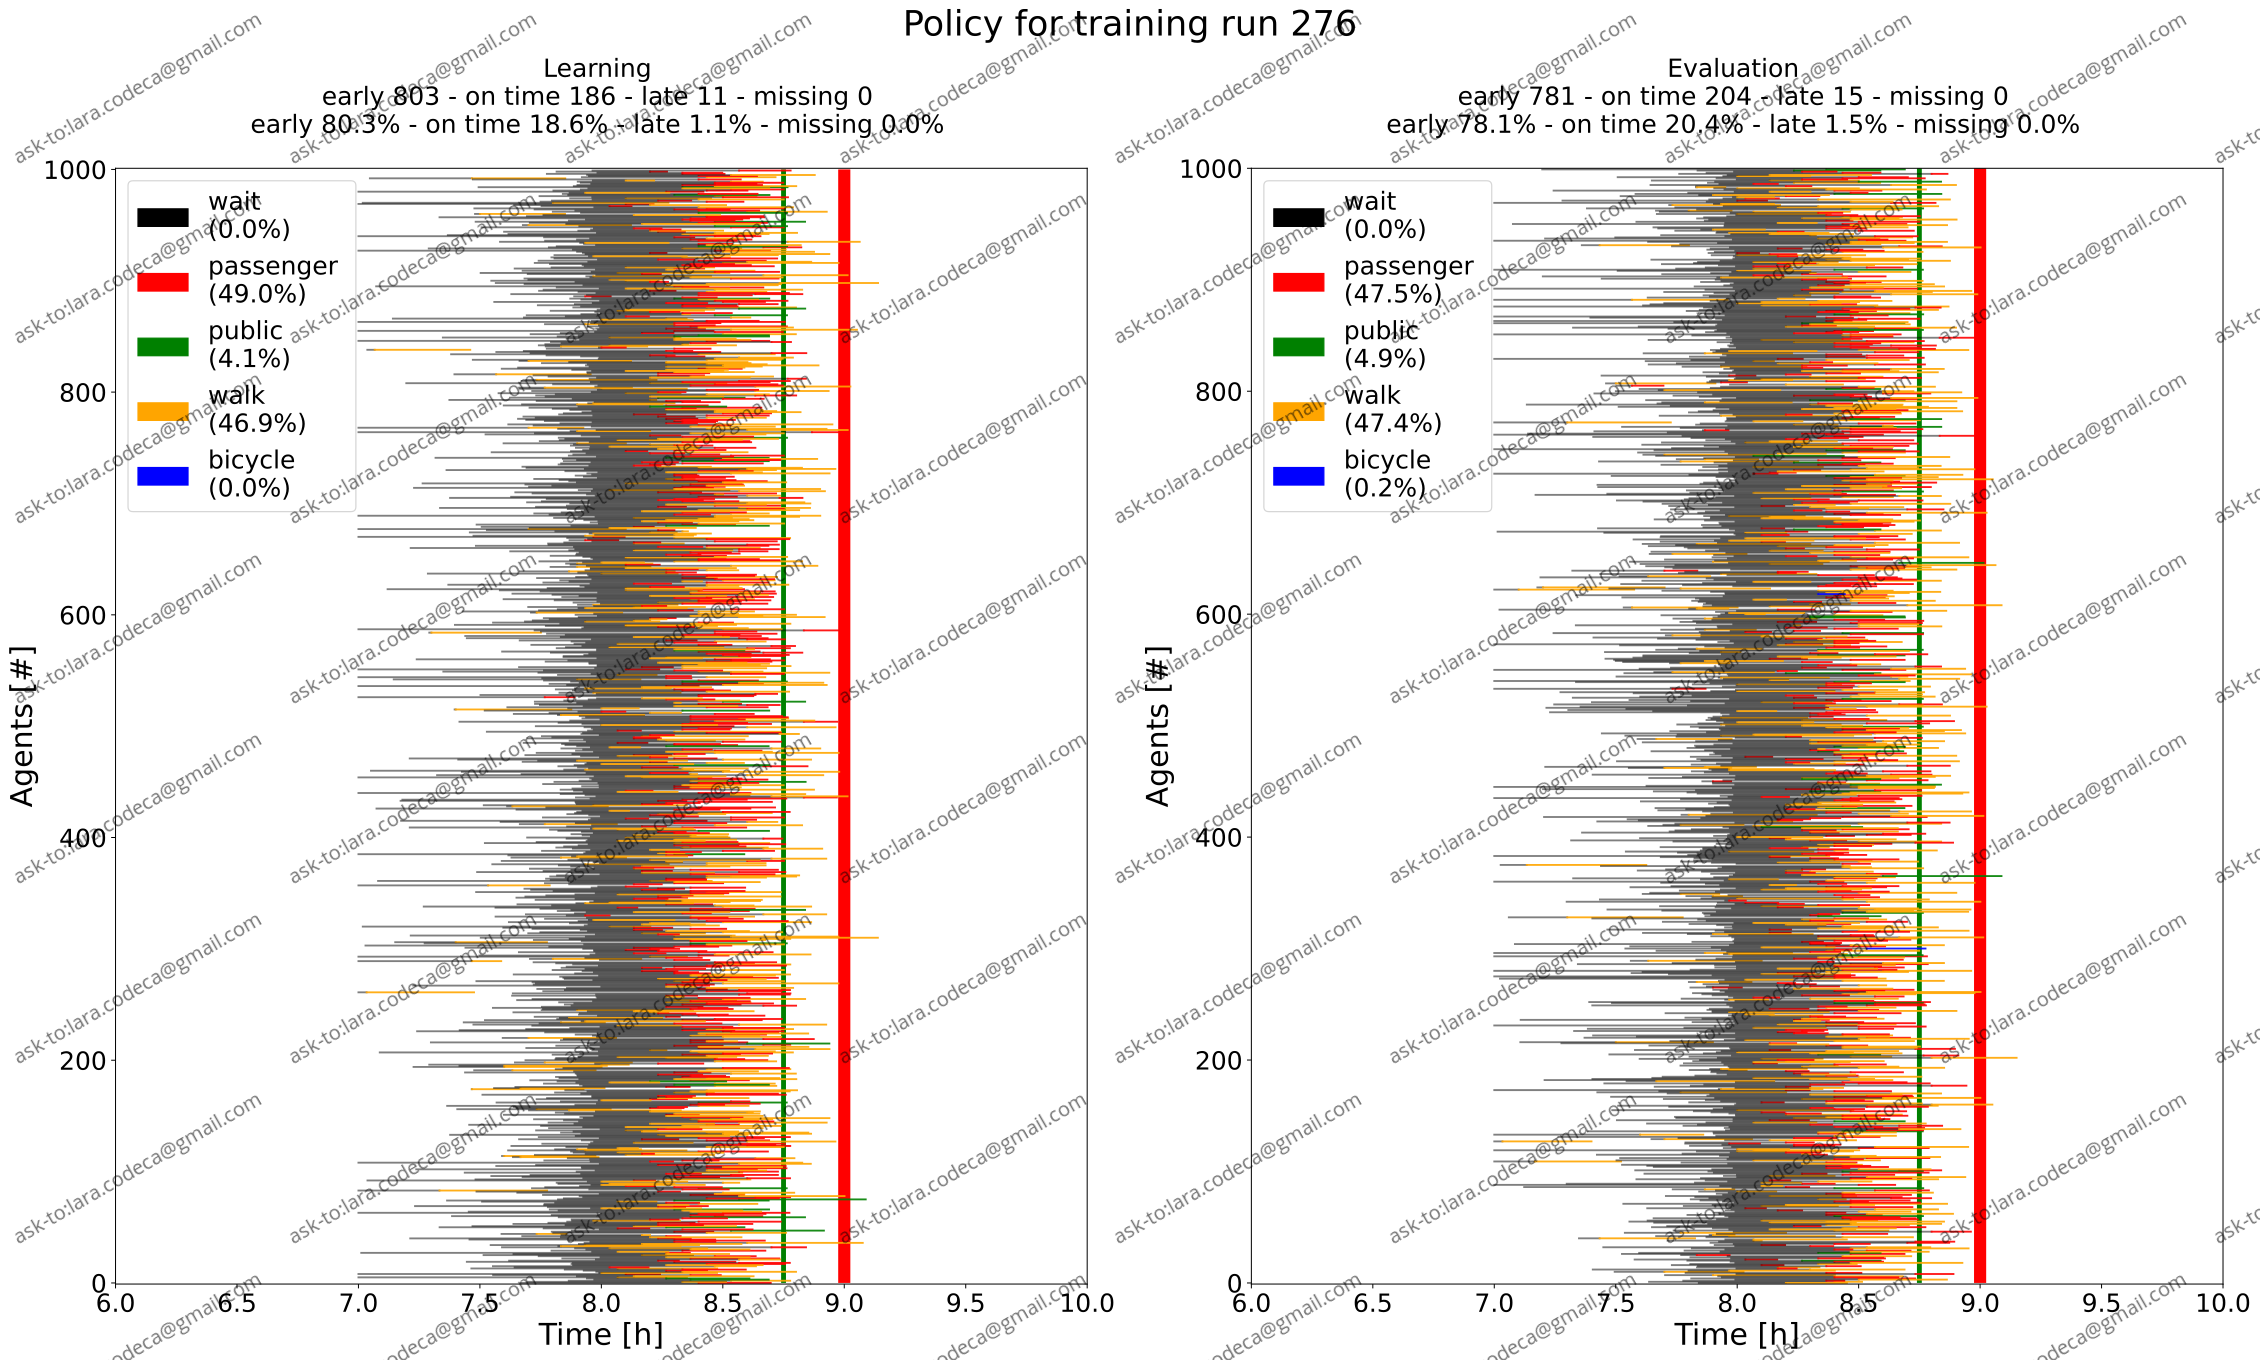 Policy for training run 276
Learning
early 803 - on time 186 - late 11 - missing 0
early 80.3% - on time 18.6% - late 1.1% - missing 0.0%
1000
800
600
400
200
0
Agents [#]
wait
(0.0%)
passenger
(49.0%)
public
(4.1%)
walk
(46.9%)
bicycle
(0.0%)
6.0 6.5 7.0 7.5 8.0 8.5 9.0 9.5 10.0
Time [h]
Evaluation
early 781 - on time 204 - late 15 - missing 0
early 78.1% - on time 20.4% - late 1.5% - missing 0.0%
1000
800
600
400
200
0
Agents [#]
wait
(0.0%)
passenger
(47.5%)
public
(4.9%)
walk
(47.4%)
bicycle
(0.2%)
6.0 6.5 7.0 7.5 8.0 8.5 9.0 9.5 10.0
Time [h]
ask-to:lara.codeca@gmail.com